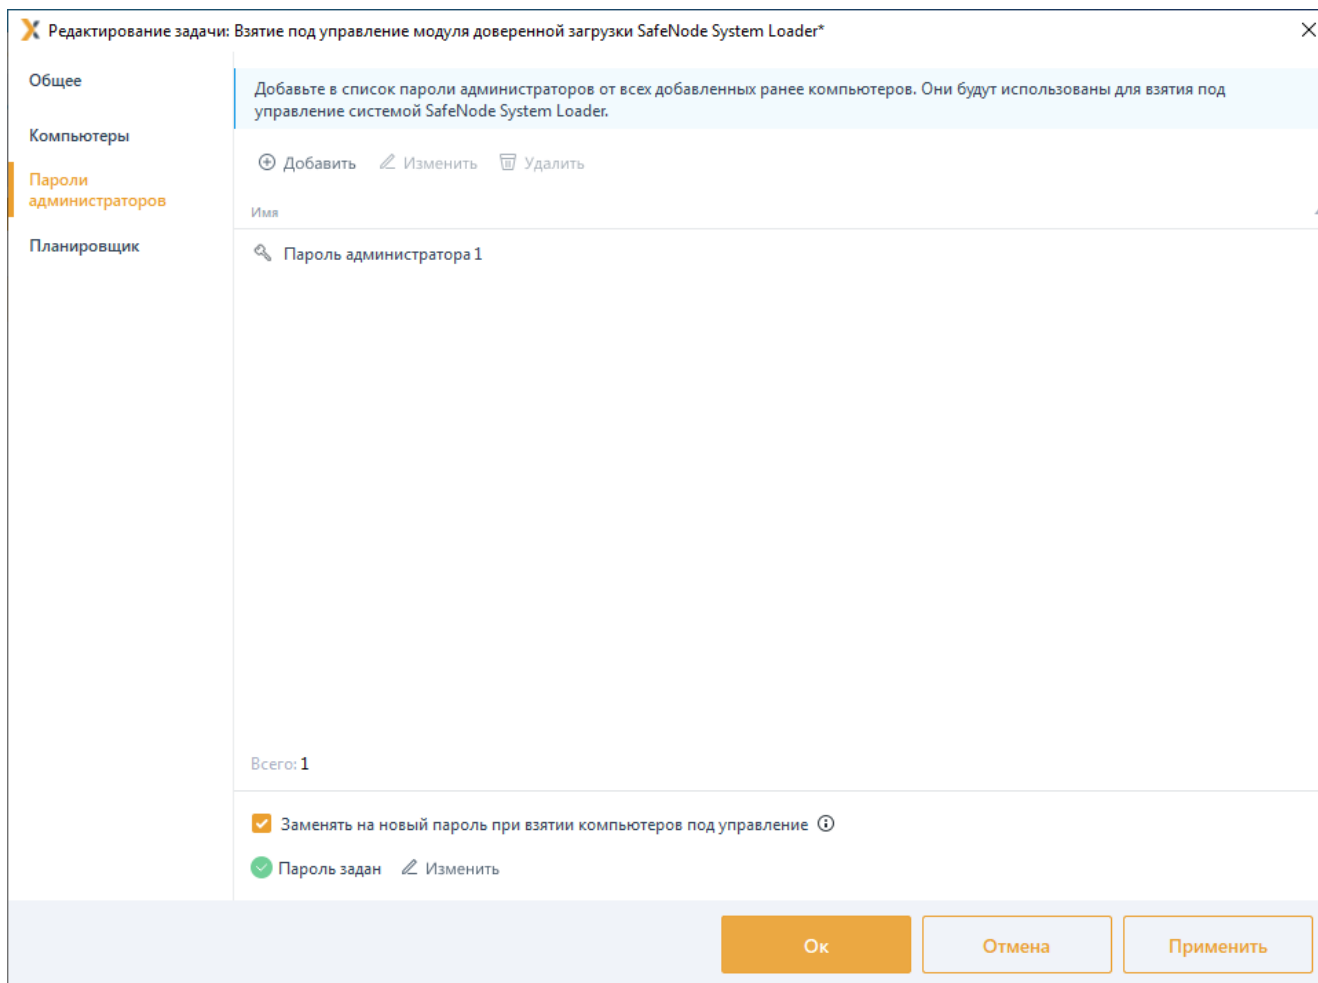 Редактирование задачи: Взятие под управление модуля доверенной загрузки SafeNode System Loader*
Общее
Компьютеры
Пароли
администраторов
Планировщик
Добавьте в список пароли администраторов от всех добавленных ранее компьютеров. Они будут использованы для взятия под
управление системой SafeNode System Loader.
Добавить Изменить Удалить
Имя
Пароль администратора 1
Всего: 1
Заменять на новый пароль при взятии компьютеров под управление
Пароль задан Изменить
Ок Отмена Применить